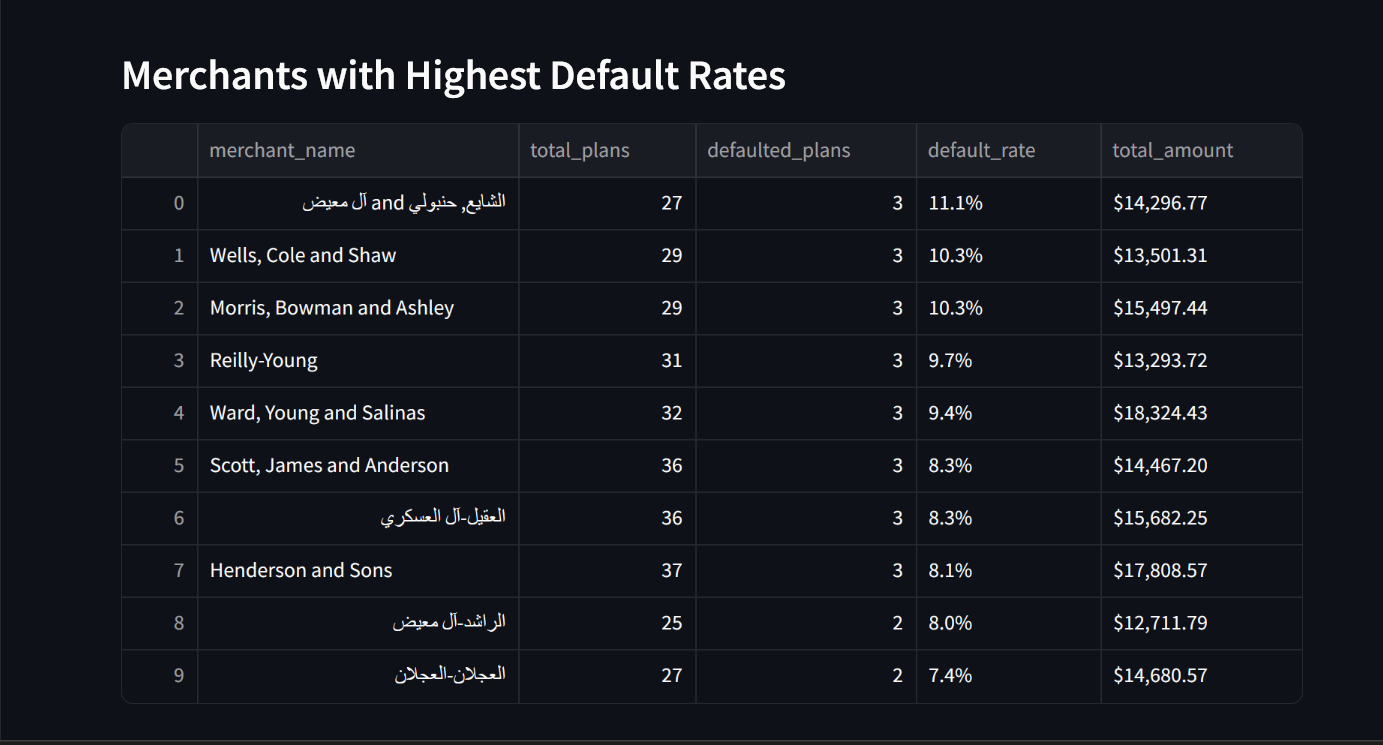 Merchants with Highest Default Rates
merchant_name total_plans defaulted_plans default_rate total_amount
0 الشايع, حنبولي and آل معيض 27 3 11.1% $14,296.77
1 Wells, Cole and Shaw 29 3 10.3% $13,501.31
2 Morris, Bowman and Ashley 29 3 10.3% $15,497.44
3 Reilly-Young 31 3 9.7% $13,293.72
4 Ward, Young and Salinas 32 3 9.4% $18,324.43
5 Scott, James and Anderson 36 3 8.3% $14,467.20
6 العقيل-آل العسكري 36 3 8.3% $15,682.25
7 Henderson and Sons 37 3 8.1% $17,808.57
8 الراشد-آل معيض 25 2 8.0% $12,711.79
9 العجلان-العجلان 27 2 7.4% $14,680.57